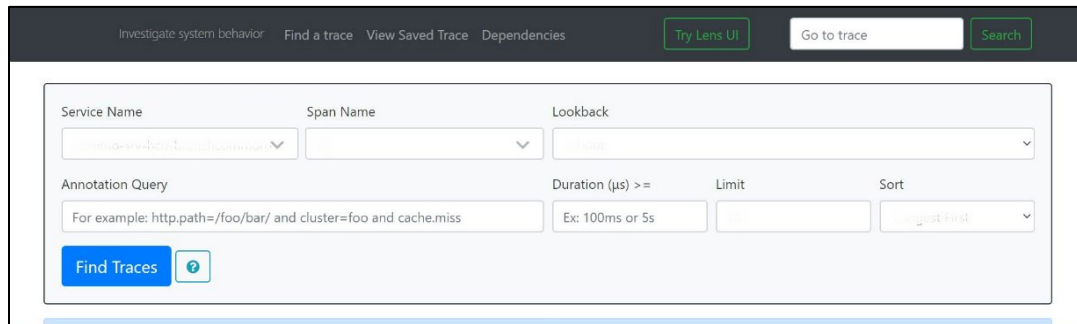 Investigate system behavior Find a trace View Saved Trace Dependencies Try Lens UI Go to trace Search
Service Name Span Name Lookback
Annotation Query Duration (μs) >= Limit Sort
For example: http.path=/foo/bar/ and cluster=foo and cache.miss Ex: 100ms or 5s
Find Traces